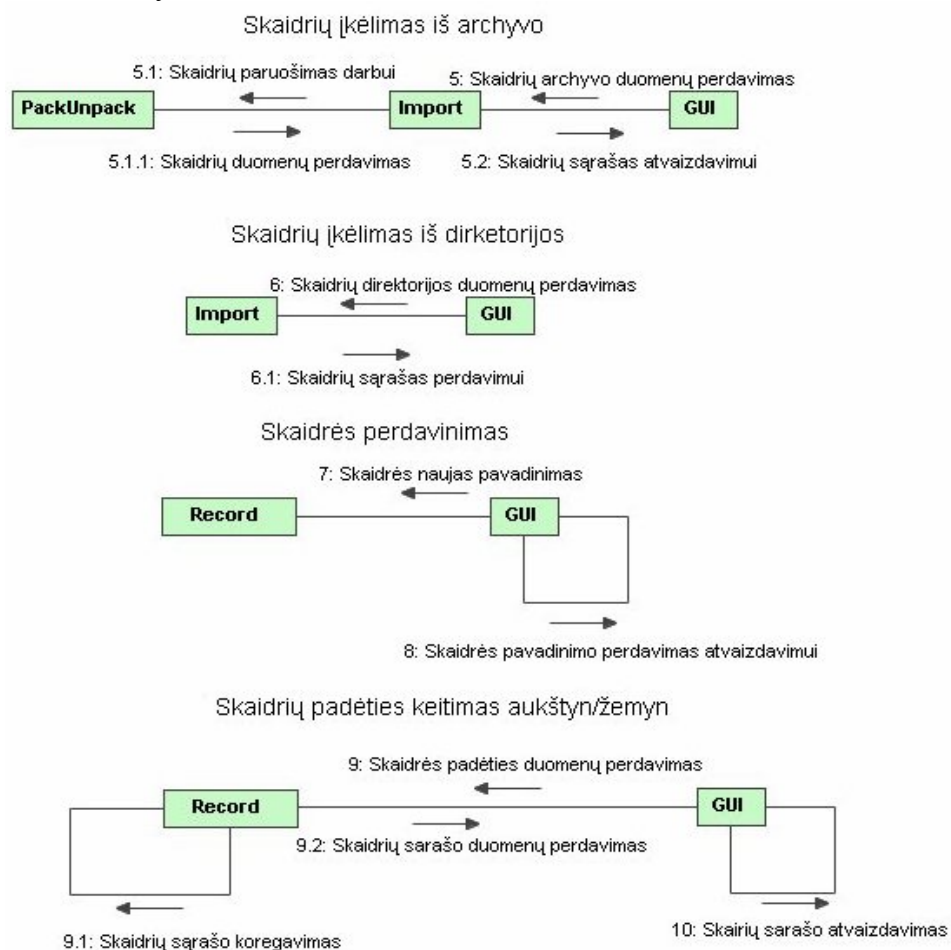 Skaidrių įkėlimas iš archyvo
5.1: Skaidrių paruošimas darbui
5: Skaidrių archyvo duomenų perdavimas
PackUnpack
Import
GUI
5.1.1: Skaidrių duomenų perdavimas
5.2: Skaidrių sąrašas atvaizdavimui
Skaidrių įkėlimas iš dirketorijos
6: Skaidrių direktorijos duomenų perdavimas
Import
GUI
6.1: Skaidrių sąrašas perdavimui
Skaidrės perdavinimas
7: Skaidrės naujas pavadinimas
Record
GUI
8: Skaidrės pavadinimo perdavimas atvaizdavimui
Skaidrių padėties keitimas aukštyn/žemyn
9: Skaidrės padėties duomenų perdavimas
Record
GUI
9.2: Skaidrių sarašo duomenų perdavimas
9.1: Skaidrių sąrašo koregavimas
10: Skairių sarašo atvaizdavimas